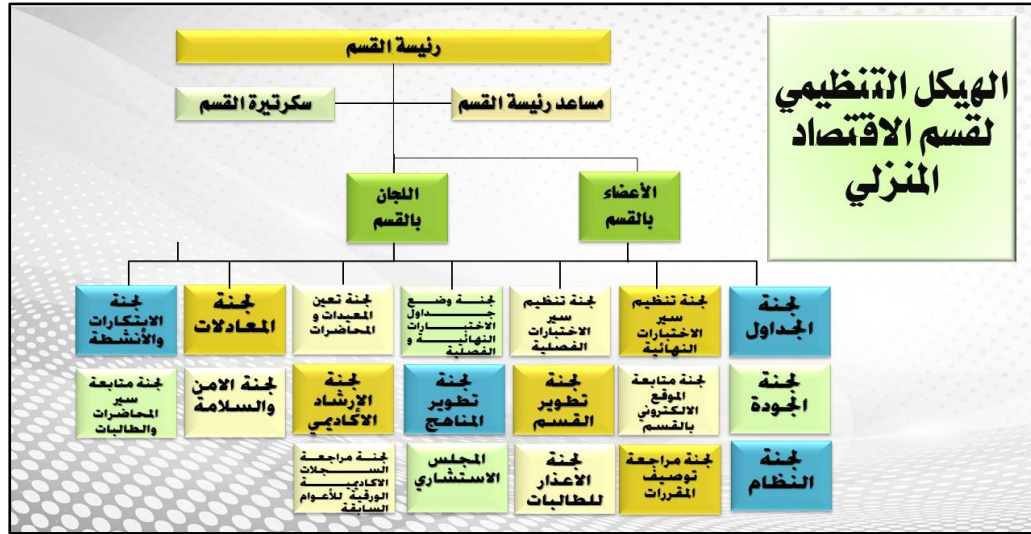 الهيكل التنظيمي
لقسم الاقتصاد
المنزلي
رئيسة القسم
مساعد رئيسة القسم
سكرتيرة القسم
الأعضاء
بالقسم
اللجان
بالقسم
لجنة
الجداول
لجنة تنظيم
سير
الاختبارات
النهائية
لجنة تنظيم
سير
الاختبارات
الفصلية
لجنة وضع
جداول
الاختبارات
النهائية و
الفصلية
لجنة تعين
المعيدات و
المحاضرات
لجنة
المعادلات
لجنة
الابتكارات
والأنشطة
لجنة
الجودة
لجنة متابعة
الموقع
الالكتروني
بالقسم
لجنة
تطوير
القسم
لجنة
تطوير
المناهج
لجنة
الإرشاد
الأكاديمي
لجنة الامن
والسلامة
لجنة متابعة
سير
المحاضرات
والطالبات
لجنة
النظام
لجنة مراجعة
توصيف
المقررات
لجنة
الاعذار
للطالبات
المجلس
الاستشاري
لجنة مراجعة
السجلات
الاكاديمية
الورقية للأعوام
السابقة